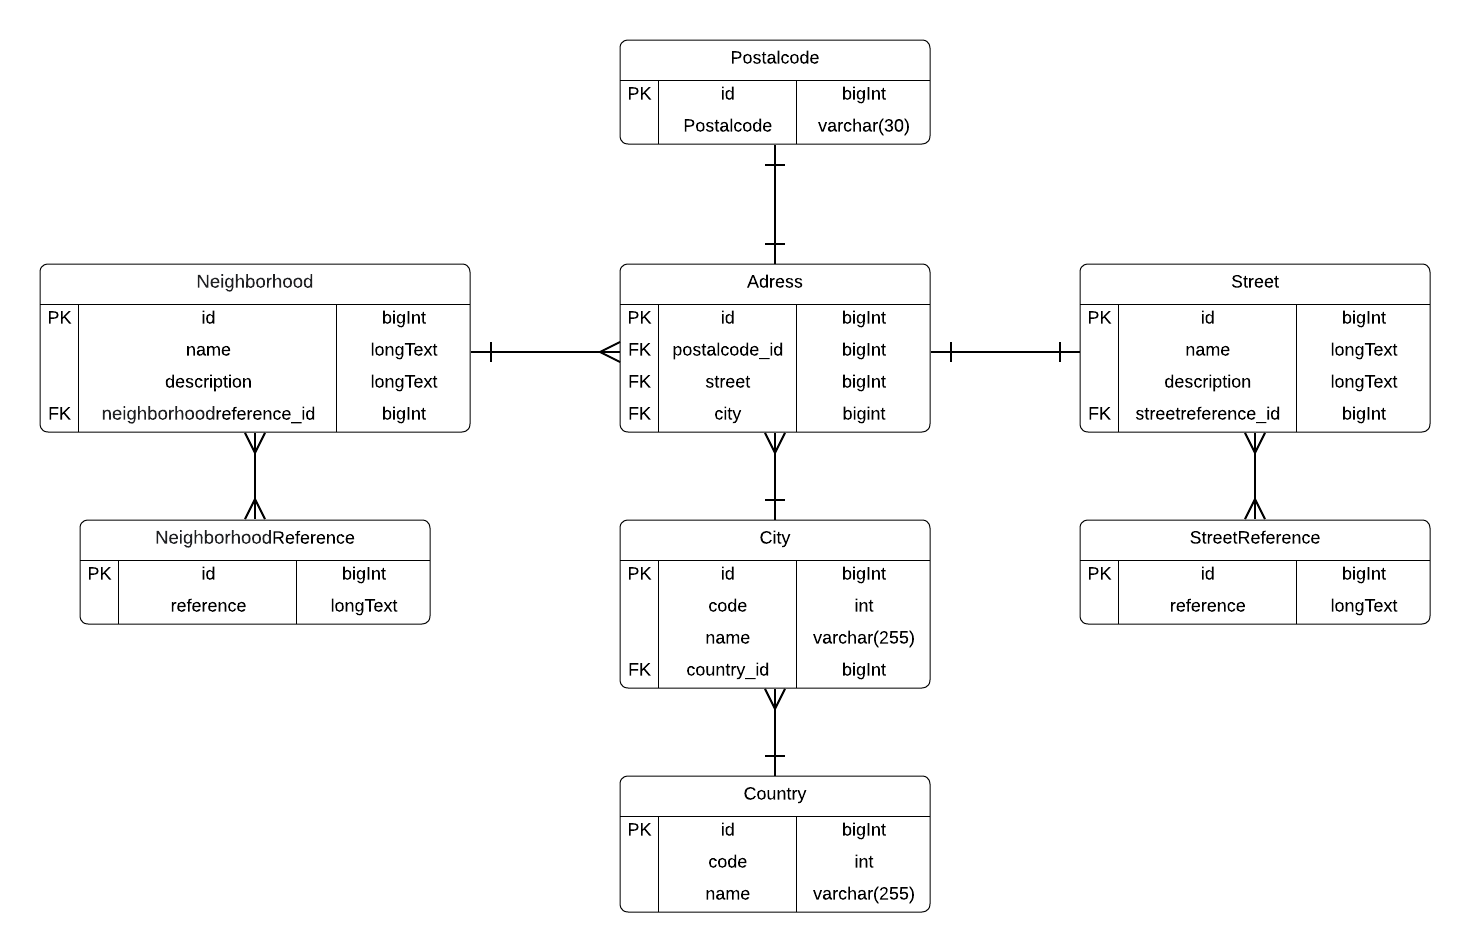 Postalcode
PK id bigInt
Postalcode varchar(30)
Neighborhood
PK id bigInt
name longText
description longText
FK neighborhoodreference_id bigInt
Adress
PK id bigInt
FK postalcode_id bigInt
FK street bigInt
FK city bigint
Street
PK id bigInt
name longText
description longText
FK streetreference_id bigInt
NeighborhoodReference
PK id bigInt
reference longText
City
PK id bigInt
code int
name varchar(255)
FK country_id bigInt
StreetReference
PK id bigInt
reference longText
Country
PK id bigInt
code int
name varchar(255)